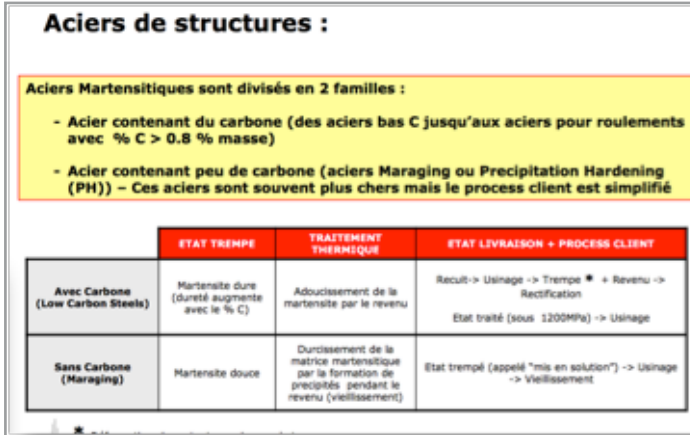 Aciers de structures :
Aciers Martensitiques sont divisés en 2 familles :
- Acier contenant du carbone (des aciers bas C jusqu'aux aciers pour roulements
avec % C > 0.8 % masse)
- Acier contenant peu de carbone (aciers Maraging ou Precipitation Hardening
(PH)) – Ces aciers sont souvent plus chers mais le process client est simplifié
ETAT TREMPE
TRAITEMENT
THERMIQUE
ETAT LIVRAISON + PROCESS CLIENT
Avec Carbone
(Low Carbon Steels)
Martensite dure
(dureté augmente
avec le % C)
Adoucissement de la
martensite par le revenu
Recuit-> Usinage -> Trempe * + Revenu ->
Rectification
Etat traité (sous 1200MPa) -> Usinage
Sans Carbone
(Maraging)
Martensite douce
Durcissement de la
matrice martensitique
par la formation de
precipités pendant le
revenu (vieillissement)
Etat trempé (appelé "mis en solution") -> Usinage
-> Vieillissement
*